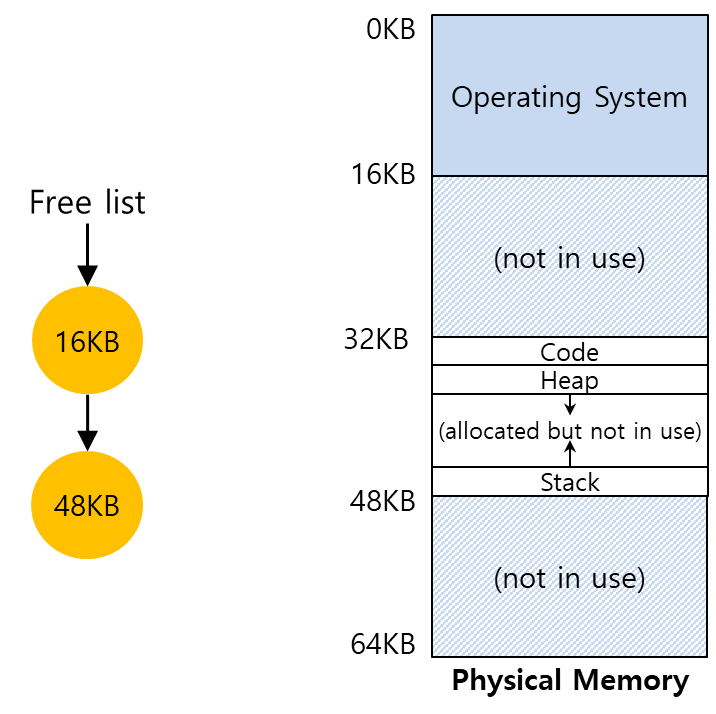 Free list
16KB
48KB
0KB
Operating System
16KB
(not in use)
32KB
Code
Heap
(allocated but not in use)
Stack
48KB
(not in use)
64KB
Physical Memory